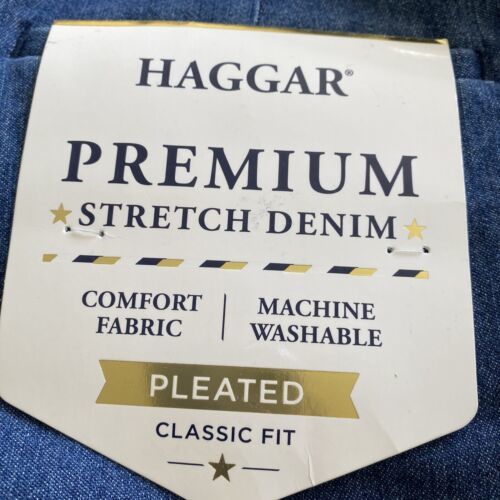 HAGGAR®
PREMIUM
STRETCH DENIM
COMFORT FABRIC | MACHINE WASHABLE
PLEATED
CLASSIC FIT